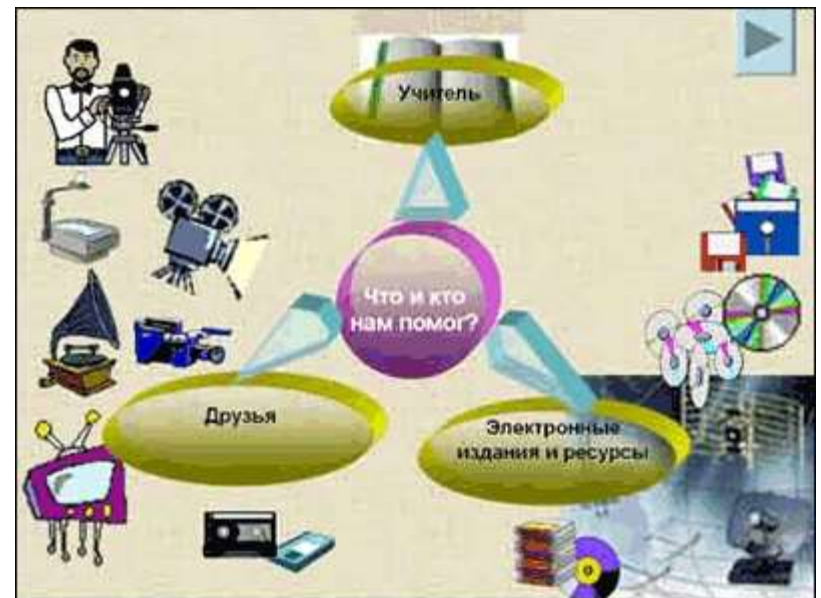 Учитель
Что и кто
нам помог?
Друзья
Электронные
издания и ресурсы